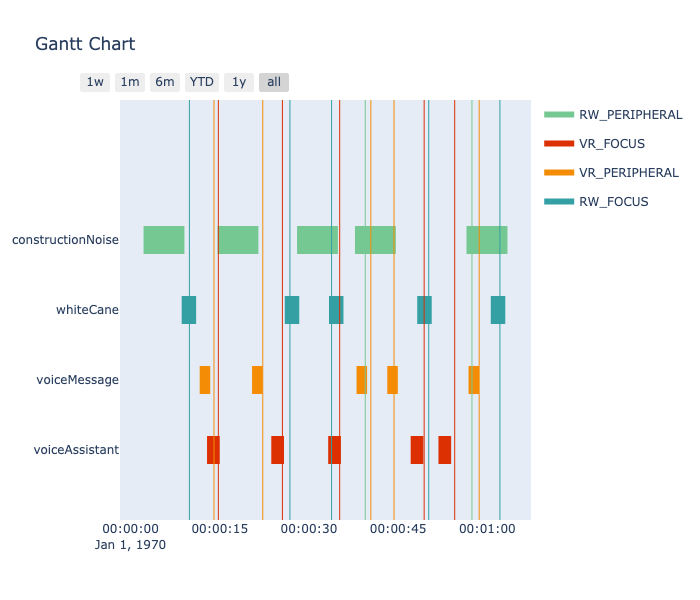 Gantt Chart
1w 1m 6m YTD 1y all
RW_PERIPHERAL
VR_FOCUS
VR_PERIPHERAL
RW_FOCUS
constructionNoise
whiteCane
voiceMessage
voiceAssistant
00:00:00 00:00:15 00:00:30 00:00:45 00:01:00
Jan 1, 1970